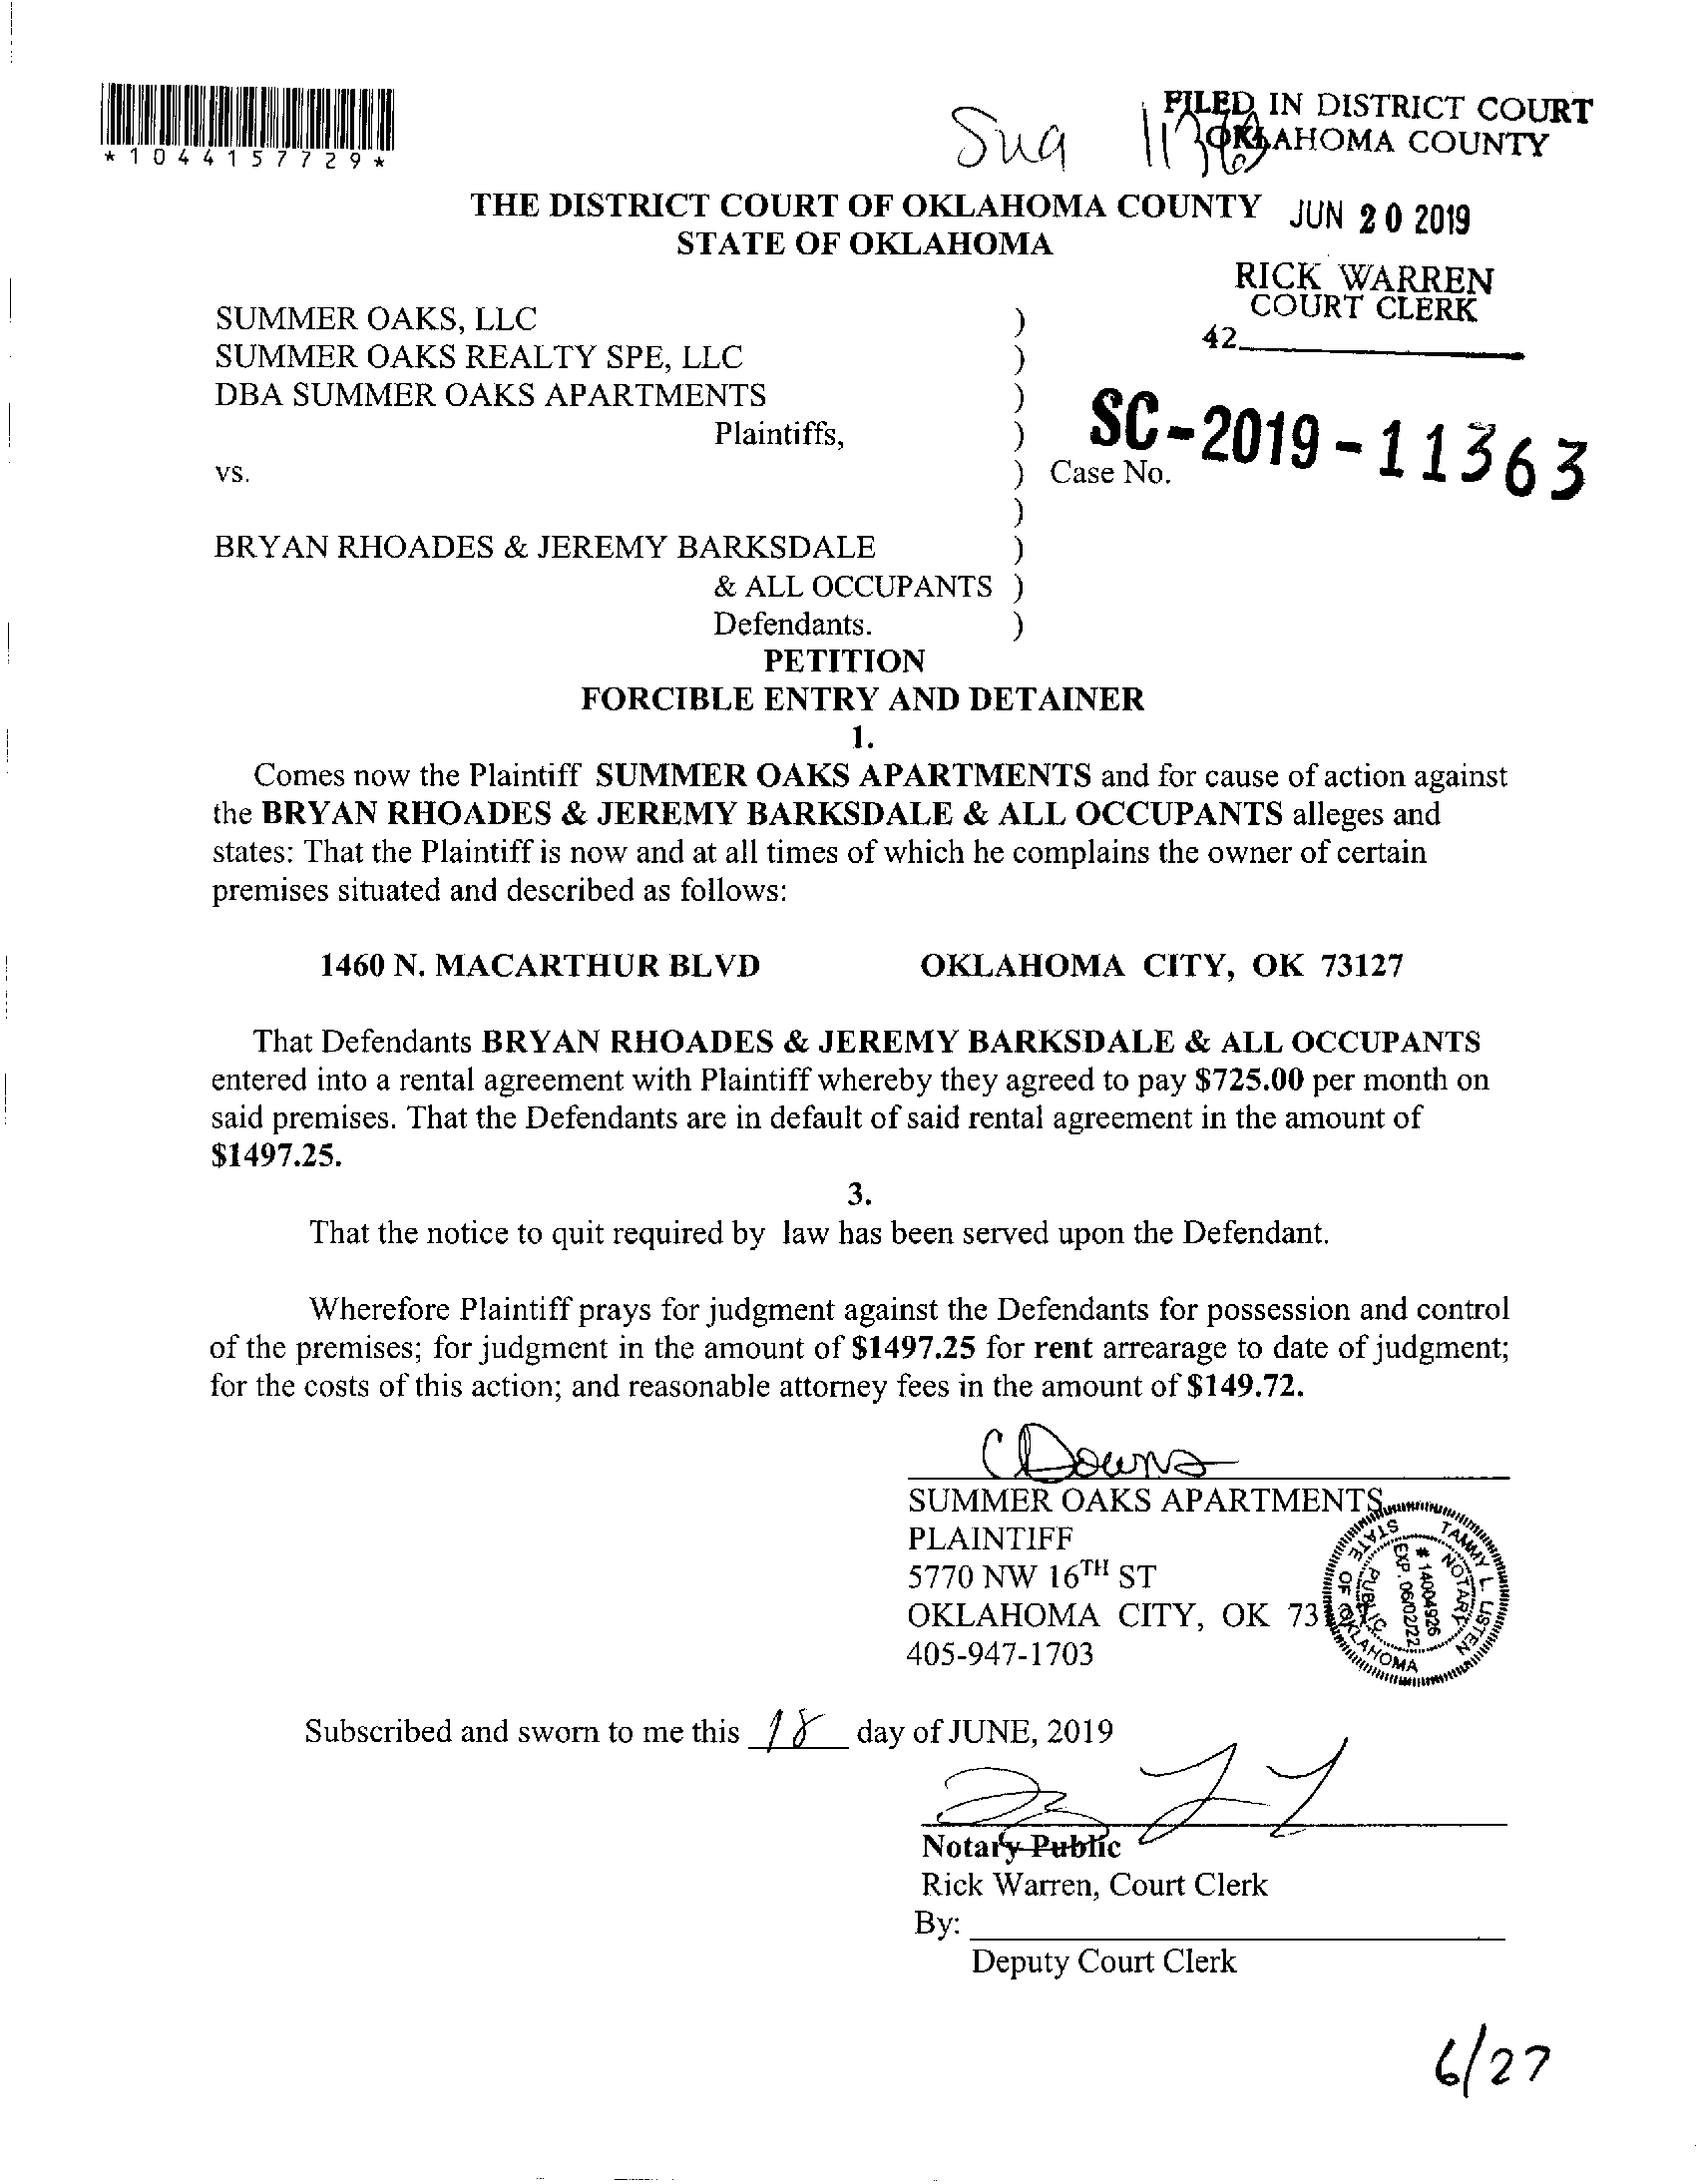 *1044157729*
Sug
FILED IN DISTRICT COURT
OKLAHOMA COUNTY
THE DISTRICT COURT OF OKLAHOMA COUNTY
JUN 20 2019
STATE OF OKLAHOMA
RICK WARREN
COURT CLERK
42
SUMMER OAKS, LLC )
SUMMER OAKS REALTY SPE, LLC )
DBA SUMMER OAKS APARTMENTS )
Plaintiffs, )
SC-2019-11363
vs. ) Case No.
)
BRYAN RHOADES & JEREMY BARKSDALE )
& ALL OCCUPANTS )
Defendants. )
PETITION
FORCIBLE ENTRY AND DETAINER
1.
Comes now the Plaintiff SUMMER OAKS APARTMENTS and for cause of action against
the BRYAN RHOADES & JEREMY BARKSDALE & ALL OCCUPANTS alleges and
states: That the Plaintiff is now and at all times of which he complains the owner of certain
premises situated and described as follows:
1460 N. MACARTHUR BLVD OKLAHOMA CITY, OK 73127
That Defendants BRYAN RHOADES & JEREMY BARKSDALE & ALL OCCUPANTS
entered into a rental agreement with Plaintiff whereby they agreed to pay $725.00 per month on
said premises. That the Defendants are in default of said rental agreement in the amount of
$1497.25.
3.
That the notice to quit required by law has been served upon the Defendant.
Wherefore Plaintiff prays for judgment against the Defendants for possession and control
of the premises; for judgment in the amount of $1497.25 for rent arrearage to date of judgment;
for the costs of this action; and reasonable attorney fees in the amount of $149.72.
C Downs
SUMMER OAKS APARTMENTS
PLAINTIFF
5770 NW 16TH ST
OKLAHOMA CITY, OK 73
405-947-1703
TAMMY L. LISTEN
NOTARY PUBLIC
STATE OF OKLAHOMA
# 14004926
EXP. 06/02/22
Subscribed and sworn to me this 18 day of JUNE, 2019
Notary Public
Rick Warren, Court Clerk
By:
Deputy Court Clerk
6/27